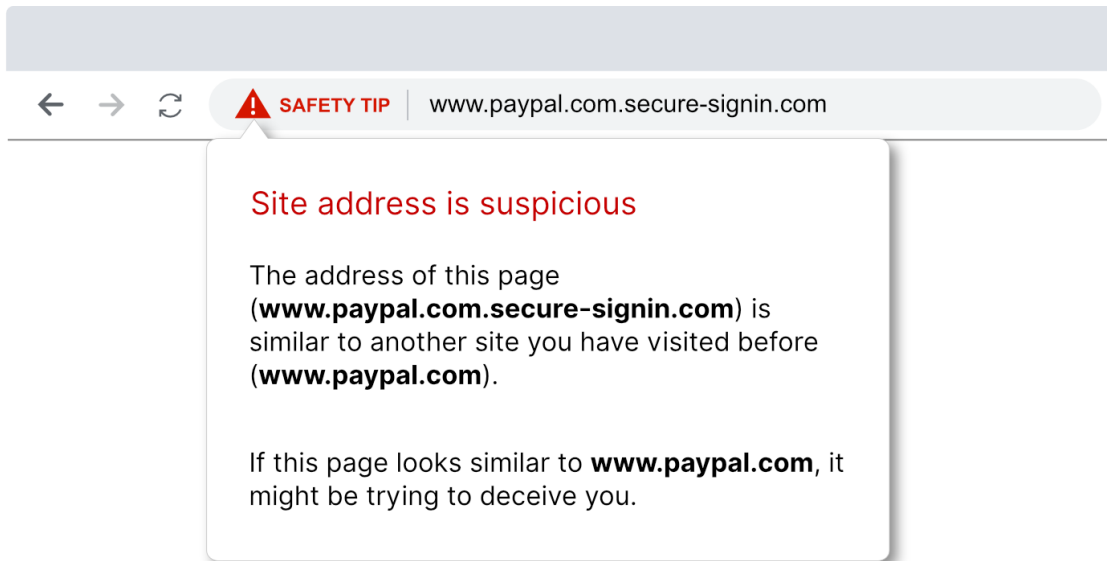 SAFETY TIP www.paypal.com.secure-signin.com
Site address is suspicious
The address of this page
(www.paypal.com.secure-signin.com) is
similar to another site you have visited before
(www.paypal.com).
If this page looks similar to www.paypal.com, it
might be trying to deceive you.